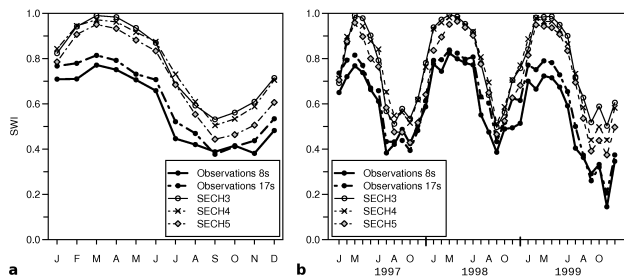 SWI
1.0
0.8
0.6
0.4
0.2
0.0
Observations 8s
Observations 17s
SECH3
SECH4
SECH5
J F M A M J J A S O N D
a
1.0
0.8
0.6
0.4
0.2
0.0
Observations 8s
Observations 17s
SECH3
SECH4
SECH5
J M M J A O J M M J A O J M M J A O
1997 1998 1999
b